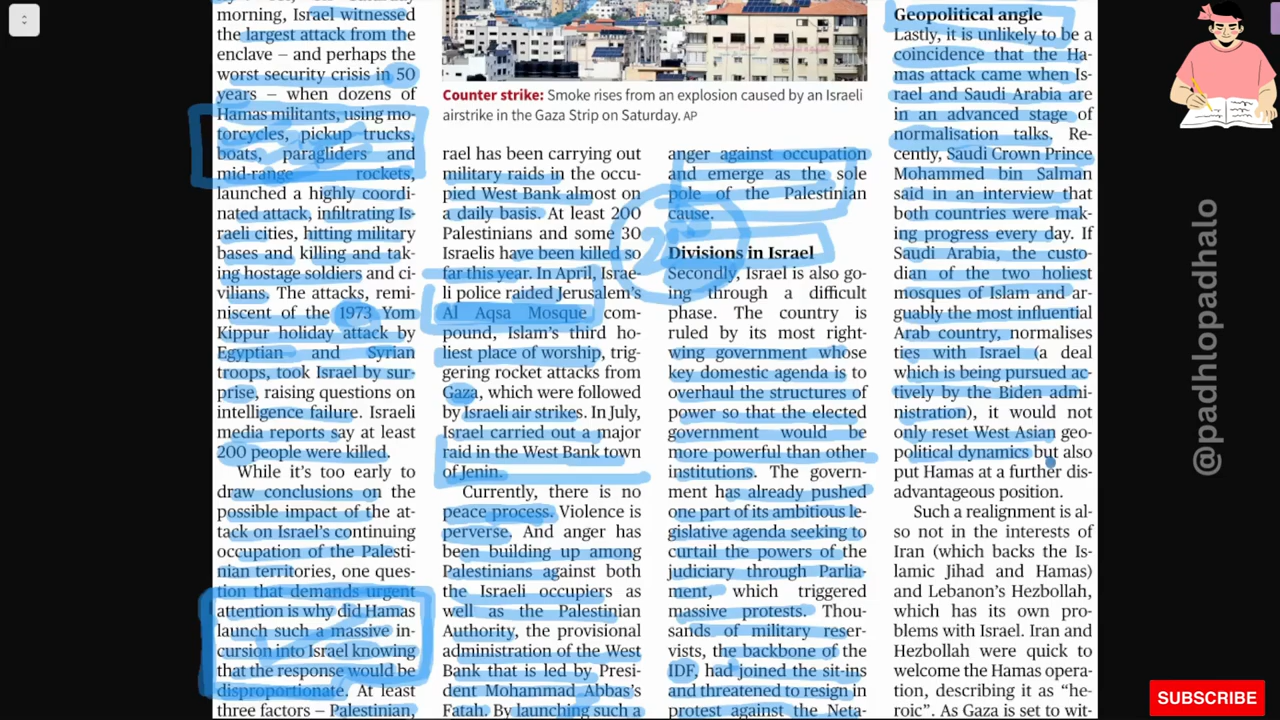 morning, Israel witnessed
the largest attack from the
enclave – and perhaps the
worst security crisis in 50
years – when dozens of
Hamas militants, using mo-
torcycles, pickup trucks,
boats, paragliders and
mid-range rockets,
launched a highly coordi-
nated attack, infiltrating Is-
raeli cities, hitting military
bases and killing and tak-
ing hostage soldiers and ci-
vilians. The attacks, remi-
niscent of the 1973 Yom
Kippur holiday attack by
Egyptian and Syrian
troops, took Israel by sur-
prise, raising questions on
intelligence failure. Israeli
media reports say at least
200 people were killed.
While it's too early to
draw conclusions on the
possible impact of the at-
tack on Israel's continuing
occupation of the Palesti-
nian territories, one ques-
tion that demands urgent
attention is why did Hamas
launch such a massive in-
cursion into Israel knowing
that the response would be
disproportionate. At least
three factors – Palestinian,
Counter strike: Smoke rises from an explosion caused by an Israeli
airstrike in the Gaza Strip on Saturday. AP
rael has been carrying out
military raids in the occu-
pied West Bank almost on
a daily basis. At least 200
Palestinians and some 30
Israelis have been killed so
far this year. In April, Israe-
li police raided Jerusalem's
Al Aqsa Mosque com-
pound, Islam's third ho-
liest place of worship, trig-
gering rocket attacks from
Gaza, which were followed
by Israeli air strikes. In July,
Israel carried out a major
raid in the West Bank town
of Jenin.
Currently, there is no
peace process. Violence is
perverse. And anger has
been building up among
Palestinians against both
the Israeli occupiers as
well as the Palestinian
Authority, the provisional
administration of the West
Bank that is led by Presi-
dent Mohammad Abbas's
Fatah. By launching such a
anger against occupation
and emerge as the sole
pole of the Palestinian
cause.
Divisions in Israel
Secondly, Israel is also go-
ing through a difficult
phase. The country is
ruled by its most right-
wing government whose
key domestic agenda is to
overhaul the structures of
power so that the elected
government would be
more powerful than other
institutions. The govern-
ment has already pushed
one part of its ambitious le-
gislative agenda seeking to
curtail the powers of the
judiciary through Parlia-
ment, which triggered
massive protests. Thou-
sands of military reser-
vists, the backbone of the
IDF, had joined the sit-ins
and threatened to resign in
protest against the Neta-
Geopolitical angle
Lastly, it is unlikely to be a
coincidence that the Ha-
mas attack came when Is-
rael and Saudi Arabia are
in an advanced stage of
normalisation talks. Re-
cently, Saudi Crown Prince
Mohammed bin Salman
said in an interview that
both countries were mak-
ing progress every day. If
Saudi Arabia, the custo-
dian of the two holiest
mosques of Islam and ar-
guably the most influential
Arab country, normalises
ties with Israel (a deal
which is being pursued ac-
tively by the Biden admi-
nistration), it would not
only reset West Asian geo-
political dynamics but also
put Hamas at a further dis-
advantageous position.
Such a realignment is al-
so not in the interests of
Iran (which backs the Is-
lamic Jihad and Hamas)
and Lebanon's Hezbollah,
which has its own pro-
blems with Israel. Iran and
Hezbollah were quick to
welcome the Hamas opera-
tion, describing it as "he-
roic". As Gaza is set to wit-
@padhlopadhalo
SUBSCRIBE